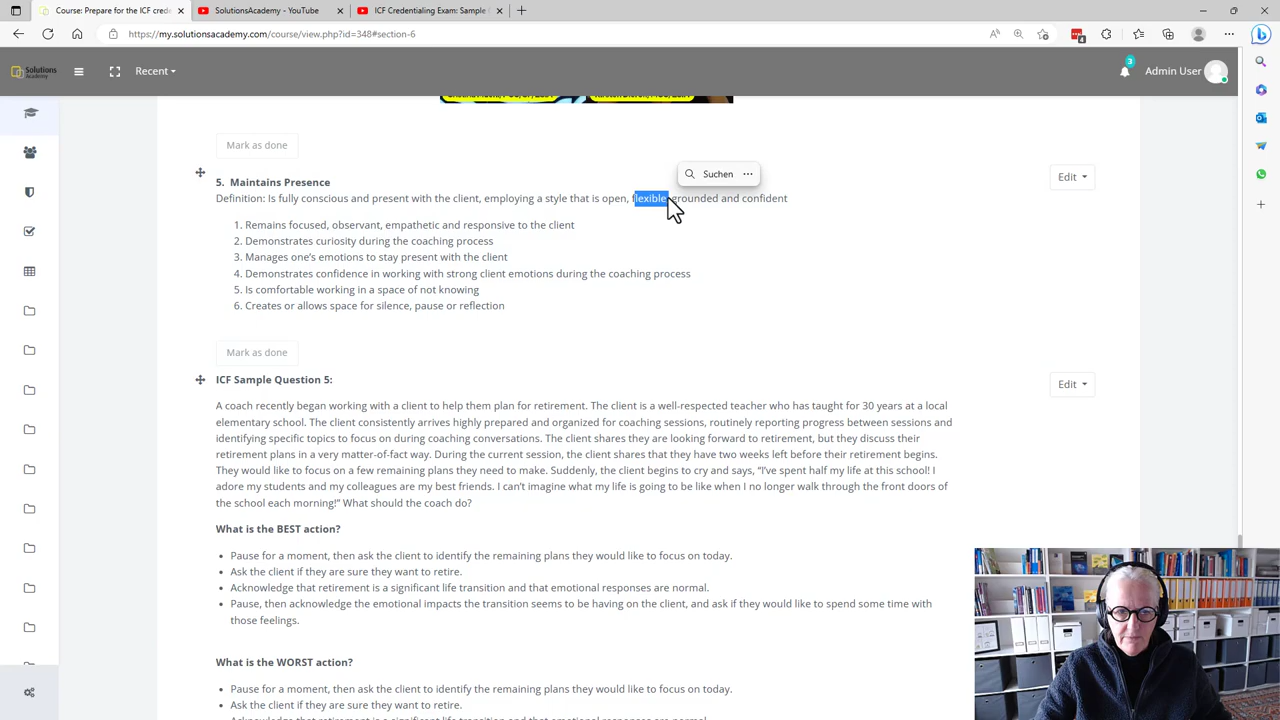 Course: Prepare for the ICF crede
SolutionsAcademy - YouTube
ICF Credentialing Exam: Sample
https://my.solutionsacademy.com/course/view.php?id=348#section-6
4
Solutions
Academy
Recent
3
Admin User
Mark as done
Suchen
5. Maintains Presence
Edit
Definition: Is fully conscious and present with the client, employing a style that is open, flexible, grounded and confident
1. Remains focused, observant, empathetic and responsive to the client
2. Demonstrates curiosity during the coaching process
3. Manages one's emotions to stay present with the client
4. Demonstrates confidence in working with strong client emotions during the coaching process
5. Is comfortable working in a space of not knowing
6. Creates or allows space for silence, pause or reflection
Mark as done
ICF Sample Question 5:
Edit
A coach recently began working with a client to help them plan for retirement. The client is a well-respected teacher who has taught for 30 years at a local
elementary school. The client consistently arrives highly prepared and organized for coaching sessions, routinely reporting progress between sessions and
identifying specific topics to focus on during coaching conversations. The client shares they are looking forward to retirement, but they discuss their
retirement plans in a very matter-of-fact way. During the current session, the client shares that they have two weeks left before their retirement begins.
They would like to focus on a few remaining plans they need to make. Suddenly, the client begins to cry and says, “I’ve spent half my life at this school! I
adore my students and my colleagues are my best friends. I can’t imagine what my life is going to be like when I no longer walk through the front doors of
the school each morning!” What should the coach do?
What is the BEST action?
• Pause for a moment, then ask the client to identify the remaining plans they would like to focus on today.
• Ask the client if they are sure they want to retire.
• Acknowledge that retirement is a significant life transition and that emotional responses are normal.
• Pause, then acknowledge the emotional impacts the transition seems to be having on the client, and ask if they would like to spend some time with
those feelings.
What is the WORST action?
• Pause for a moment, then ask the client to identify the remaining plans they would like to focus on today.
• Ask the client if they are sure they want to retire.
• Acknowledge that retirement is a significant life transition and that emotional responses are normal.